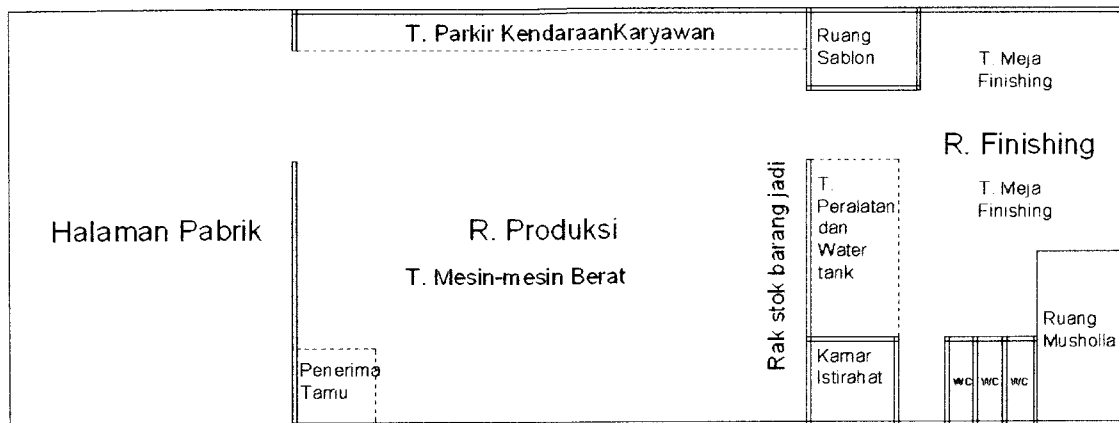 T. Parkir KendaraanKaryawan
Ruang
Sablon
T. Meja
Finishing
R. Finishing
T. Meja
Finishing
Halaman Pabrik
R. Produksi
T. Mesin-mesin Berat
Rak stok barang jadi
T.
Peralatan
dan
Water
tank
Penerima
Tamu
Kamar
Istirahat
WC
WC
WC
Ruang
Musholla